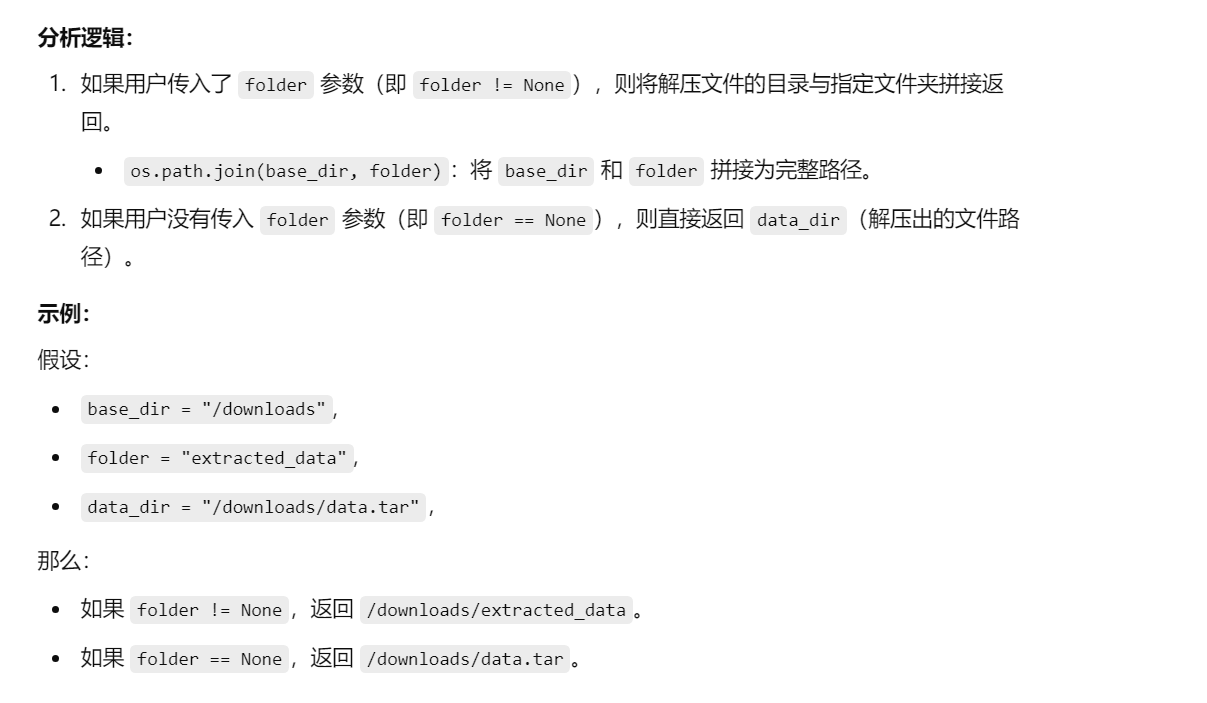 分析逻辑：
1. 如果用户传入了 folder 参数（即 folder != None），则将解压文件的目录与指定文件夹拼接返
回。
• os.path.join(base_dir, folder)：将 base_dir 和 folder 拼接为完整路径。
2. 如果用户没有传入 folder 参数（即 folder == None），则直接返回 data_dir（解压出的文件路
径）。
示例：
假设：
• base_dir = "/downloads"，
• folder = "extracted_data"，
• data_dir = "/downloads/data.tar"，
那么：
• 如果 folder != None，返回 /downloads/extracted_data。
• 如果 folder == None，返回 /downloads/data.tar。